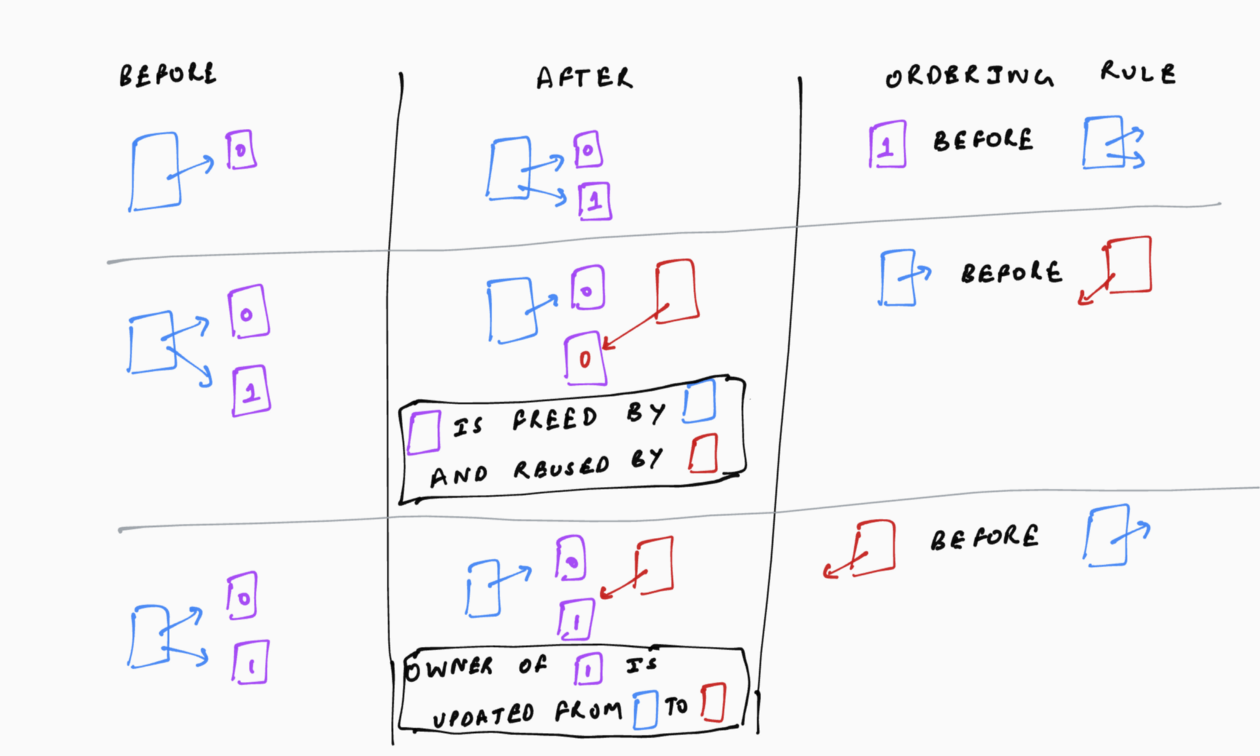 BEFORE AFTER ORDERING RULE
0 0 1 BEFORE
1
0 0 BEFORE
1 0
IS FREED BY
AND REUSED BY
0 0 BEFORE
1 1
OWNER OF 1 IS
UPDATED FROM TO